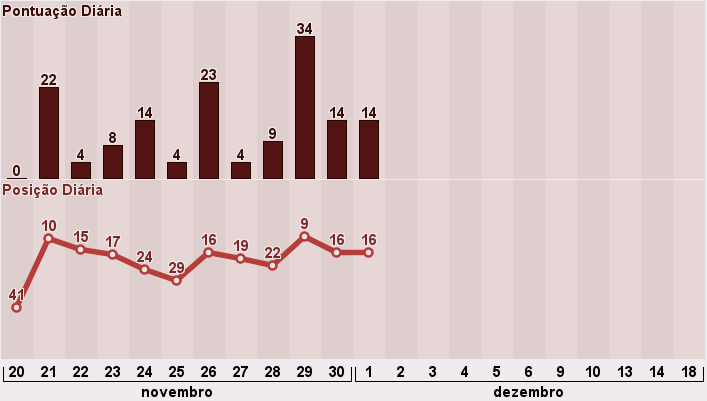 Pontuação Diária
0 22 4 8 14 4 23 4 9 34 14 14
Posição Diária
41 10 15 17 24 29 16 19 22 9 16 16
20 21 22 23 24 25 26 27 28 29 30 1 2 3 4 5 6 9 10 13 14 18
novembro dezembro